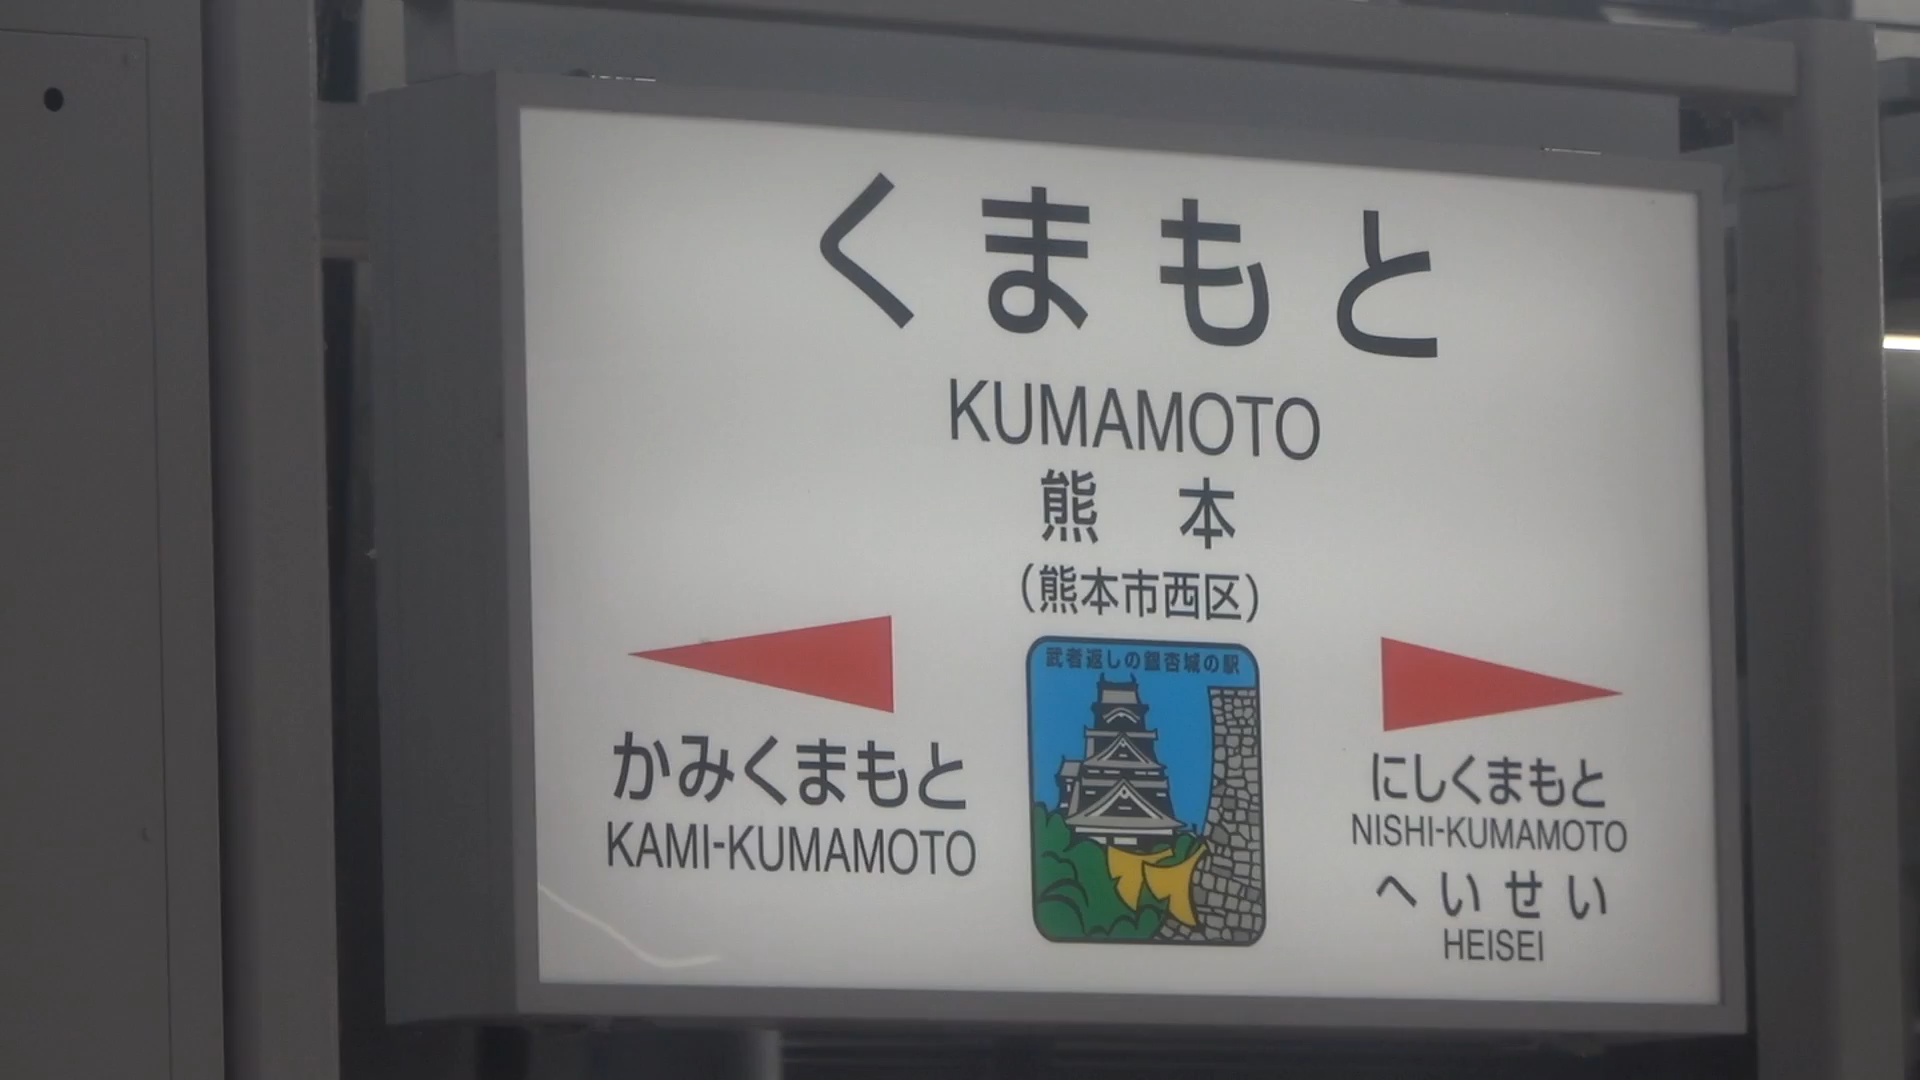 くまもと
KUMAMOTO
熊 本
(熊本市西区)
武者返しの銀杏城の駅
かみくまもと
KAMI-KUMAMOTO
にしくまもと
NISHI-KUMAMOTO
へいせい
HEISEI